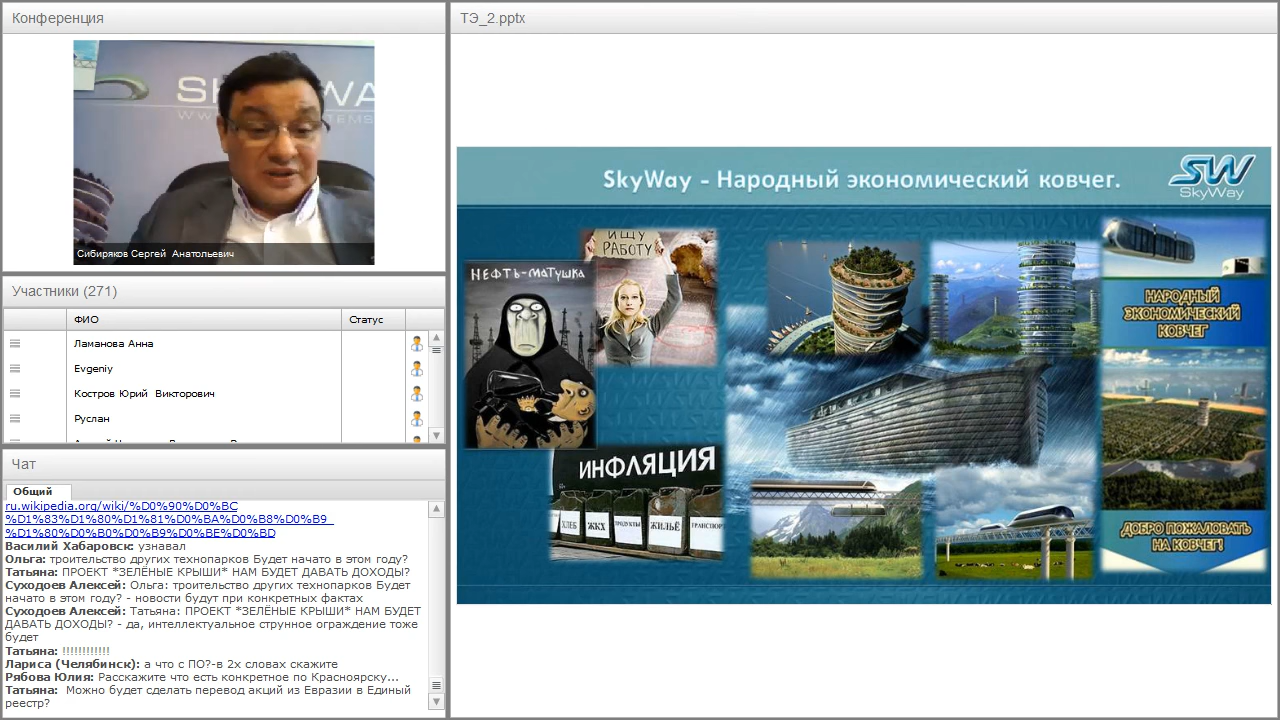 Конференция
SKYWA
Сибиряков Сергей Анатольевич
Участники (271)
ФИО
Статус
Ламанова Анна
Evgeniy
Костров Юрий Викторович
Руслан
Чат
Общий
ru.wikipedia.org/wiki/%D0%90%D0%BC
%D1%83%D1%80%D1%81%D0%BA%D0%B8%D0%B9_
%D1%80%D0%B0%D0%B9%D0%BE%D0%BD
Василий Хабаровск: узнавал
Ольга: троительство других технопарков Будет начато в этом году?
Татьяна: ПРОЕКТ *ЗЕЛЁНЫЕ КРЫШИ* НАМ БУДЕТ ДАВАТЬ ДОХОДЫ?
Суходоев Алексей: Ольга: троительство других технопарков Будет
начато в этом году? - новости будут при конкретных фактах
Суходоев Алексей: Татьяна: ПРОЕКТ *ЗЕЛЁНЫЕ КРЫШИ* НАМ БУДЕТ
ДАВАТЬ ДОХОДЫ? - да, интеллектуальное струнное ограждение тоже
будет
Татьяна: !!!!!!!!!!!!
Лариса (Челябинск): а что с ПО?-в 2х словах скажите
Рябова Юлия: Расскажите что есть конкретное по Красноярску...
Татьяна: Можно будет сделать перевод акций из Евразии в Единый
реестр?
ТЭ_2.pptx
SkyWay - Народный экономический ковчег.
SW
SkyWay
ИЩУ
РАБОТУ
НЕФТЬ-МАТУШКА
ИНФЛЯЦИЯ
ХЛЕБ
ЖКХ
ПРОДУКТЫ
ЖИЛЬЁ
ТРАНСПОРТ
НАРОДНЫЙ
ЭКОНОМИЧЕСКИЙ
КОВЧЕГ
ДОБРО ПОЖАЛОВАТЬ
НА КОВЧЕГ!